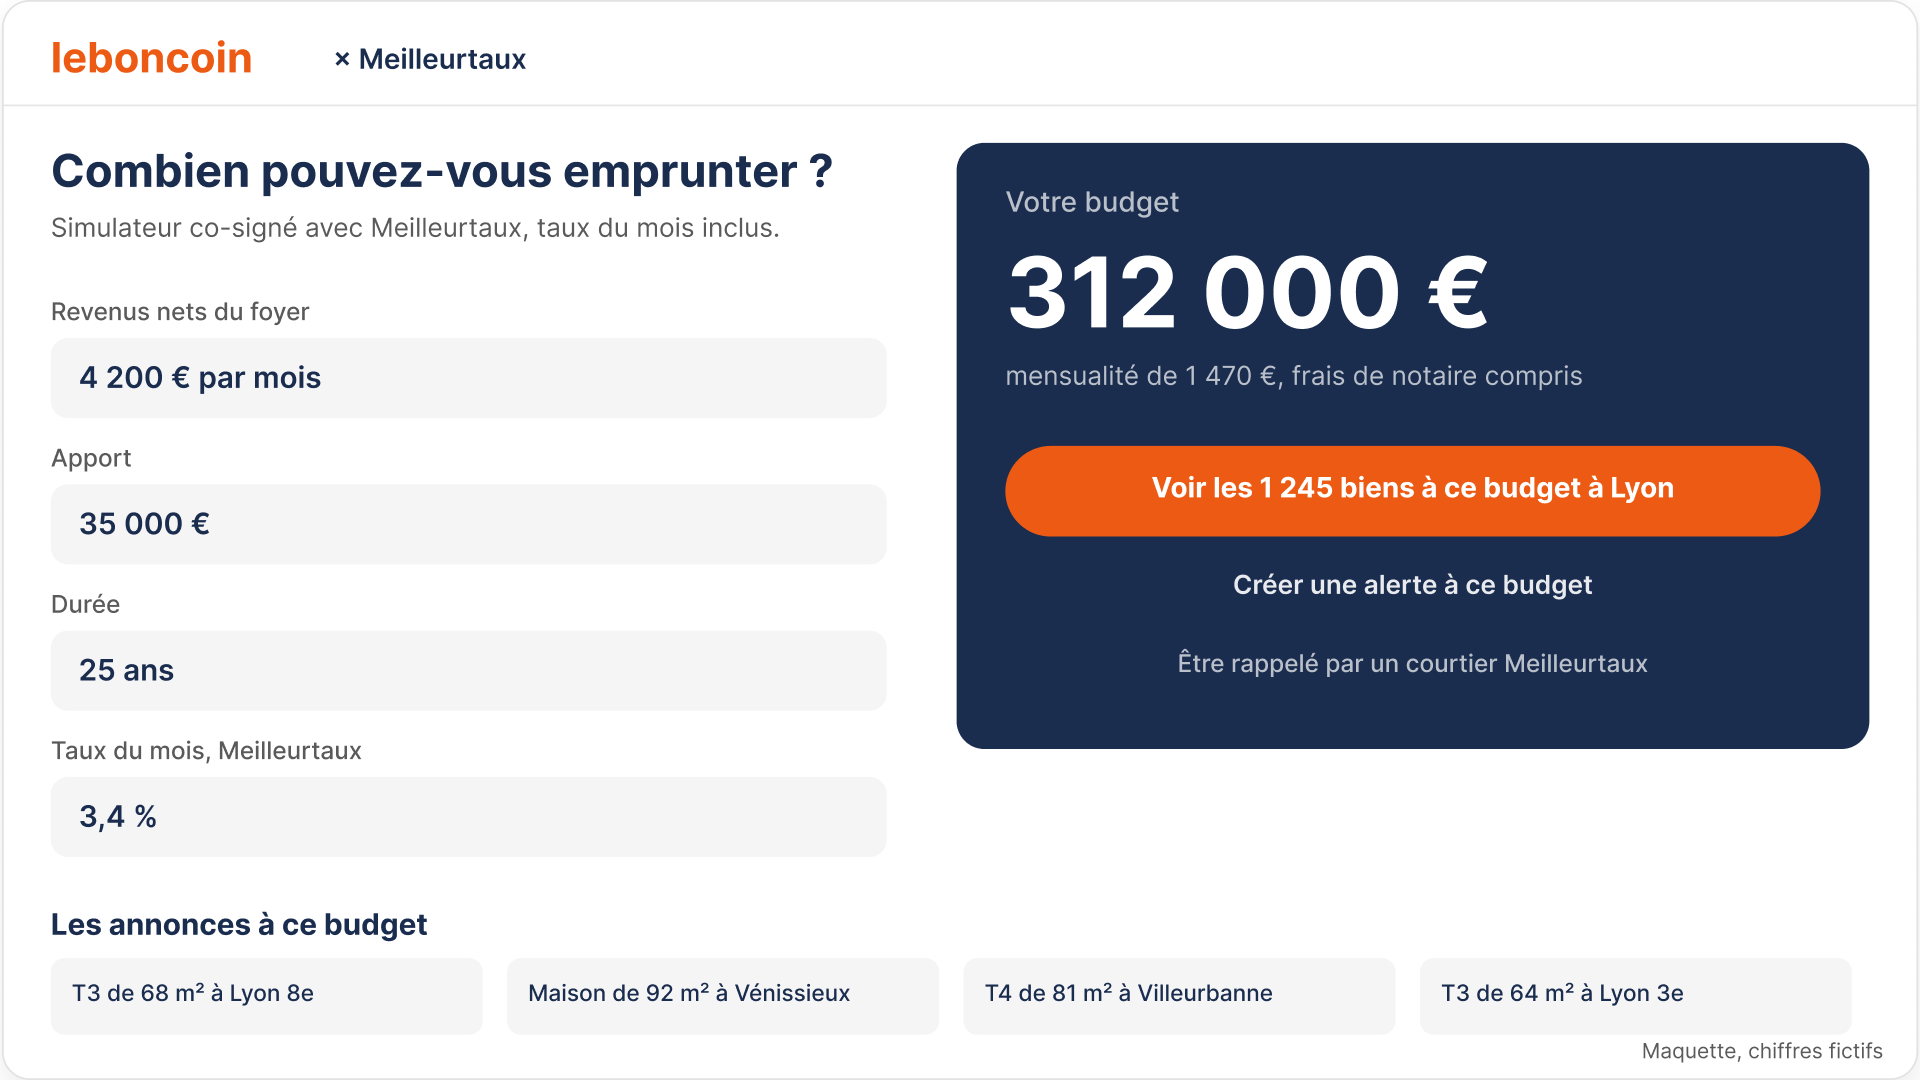 leboncoin
× Meilleurtaux
Combien pouvez-vous emprunter ?
Simulateur co-signé avec Meilleurtaux, taux du mois inclus.
Revenus nets du foyer
4 200 € par mois
Apport
35 000 €
Durée
25 ans
Taux du mois, Meilleurtaux
3,4 %
Votre budget
312 000 €
mensualité de 1 470 €, frais de notaire compris
Voir les 1 245 biens à ce budget à Lyon
Créer une alerte à ce budget
Être rappelé par un courtier Meilleurtaux
Les annonces à ce budget
T3 de 68 m² à Lyon 8e
Maison de 92 m² à Vénissieux
T4 de 81 m² à Villeurbanne
T3 de 64 m² à Lyon 3e
Maquette, chiffres fictifs